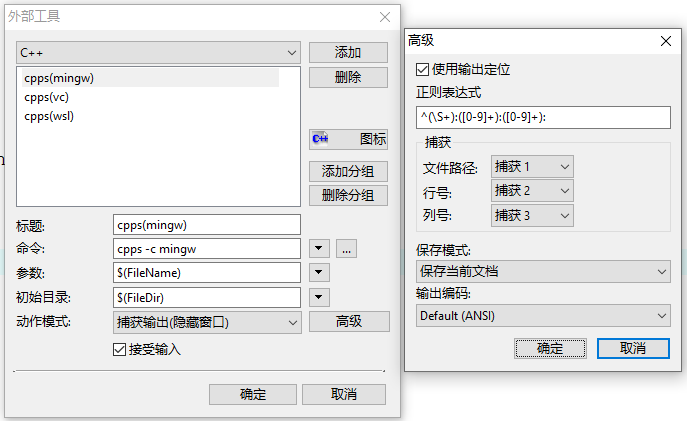 外部工具
C++
添加
cpps(mingw)
删除
cpps(vc)
cpps(wsl)
C++ 图标
添加分组
删除分组
标题: cpps(mingw)
命令: cpps -c mingw ...
参数: $(FileName)
初始目录: $(FileDir)
动作模式: 捕获输出(隐藏窗口) 高级
接受输入
确定 取消
高级
使用输出定位
正则表达式
^(\S+):([0-9]+):([0-9]+):
捕获
文件路径: 捕获 1
行号: 捕获 2
列号: 捕获 3
保存模式:
保存当前文档
输出编码:
Default (ANSI)
确定 取消